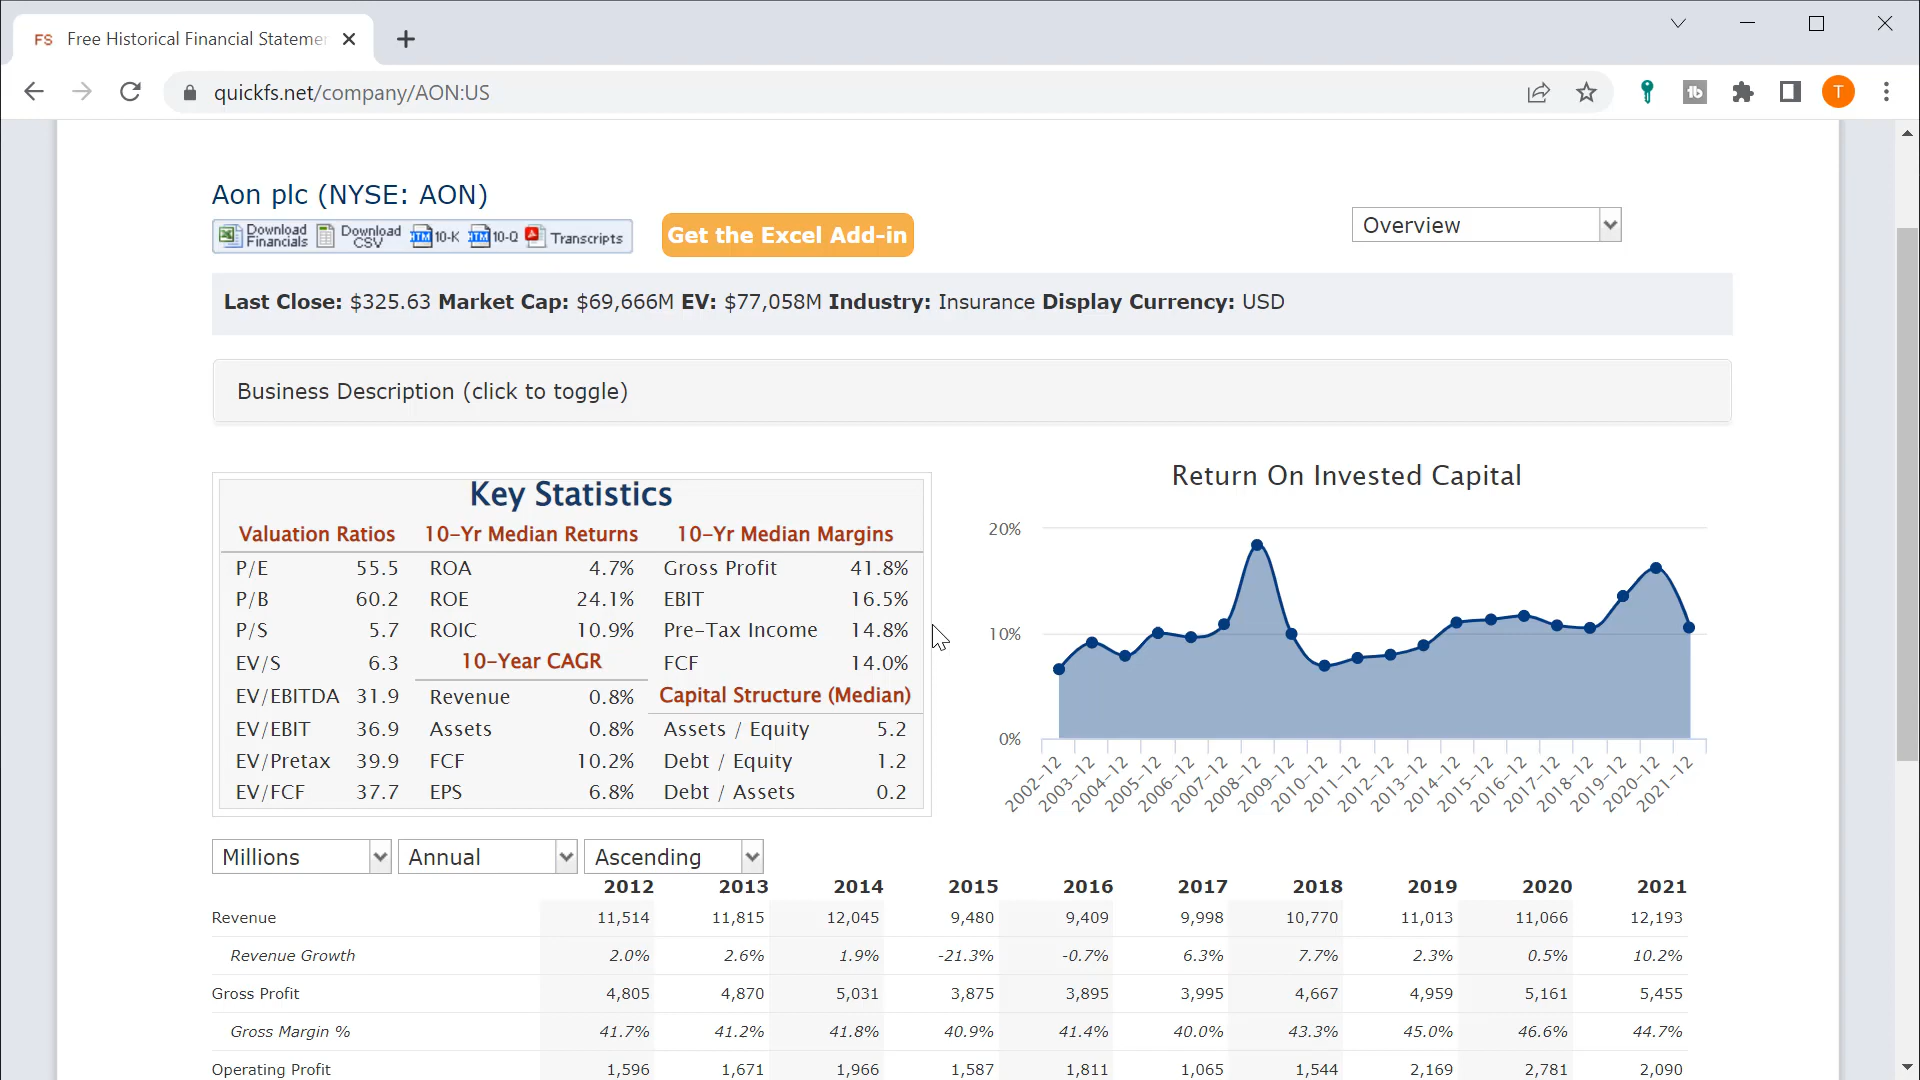 FS Free Historical Financial Statemen
quickfs.net/company/AON:US
T
Aon plc (NYSE: AON)
Download Financials Download CSV 10-K 10-Q Transcripts
Get the Excel Add-in
Overview
Last Close: $325.63 Market Cap: $69,666M EV: $77,058M Industry: Insurance Display Currency: USD
Business Description (click to toggle)
Key Statistics
Valuation Ratios 10-Yr Median Returns 10-Yr Median Margins
P/E 55.5 ROA 4.7% Gross Profit 41.8%
P/B 60.2 ROE 24.1% EBIT 16.5%
P/S 5.7 ROIC 10.9% Pre-Tax Income 14.8%
EV/S 6.3 10-Year CAGR FCF 14.0%
EV/EBITDA 31.9 Revenue 0.8% Capital Structure (Median)
EV/EBIT 36.9 Assets 0.8% Assets / Equity 5.2
EV/Pretax 39.9 FCF 10.2% Debt / Equity 1.2
EV/FCF 37.7 EPS 6.8% Debt / Assets 0.2
Return On Invested Capital
20%
10%
0%
2002-12 2003-12 2004-12 2005-12 2006-12 2007-12 2008-12 2009-12 2010-12 2011-12 2012-12 2013-12 2014-12 2015-12 2016-12 2017-12 2018-12 2019-12 2020-12 2021-12
Millions Annual Ascending
2012 2013 2014 2015 2016 2017 2018 2019 2020 2021
Revenue 11,514 11,815 12,045 9,480 9,409 9,998 10,770 11,013 11,066 12,193
Revenue Growth 2.0% 2.6% 1.9% -21.3% -0.7% 6.3% 7.7% 2.3% 0.5% 10.2%
Gross Profit 4,805 4,870 5,031 3,875 3,895 3,995 4,667 4,959 5,161 5,455
Gross Margin % 41.7% 41.2% 41.8% 40.9% 41.4% 40.0% 43.3% 45.0% 46.6% 44.7%
Operating Profit 1,596 1,671 1,966 1,587 1,811 1,065 1,544 2,169 2,781 2,090